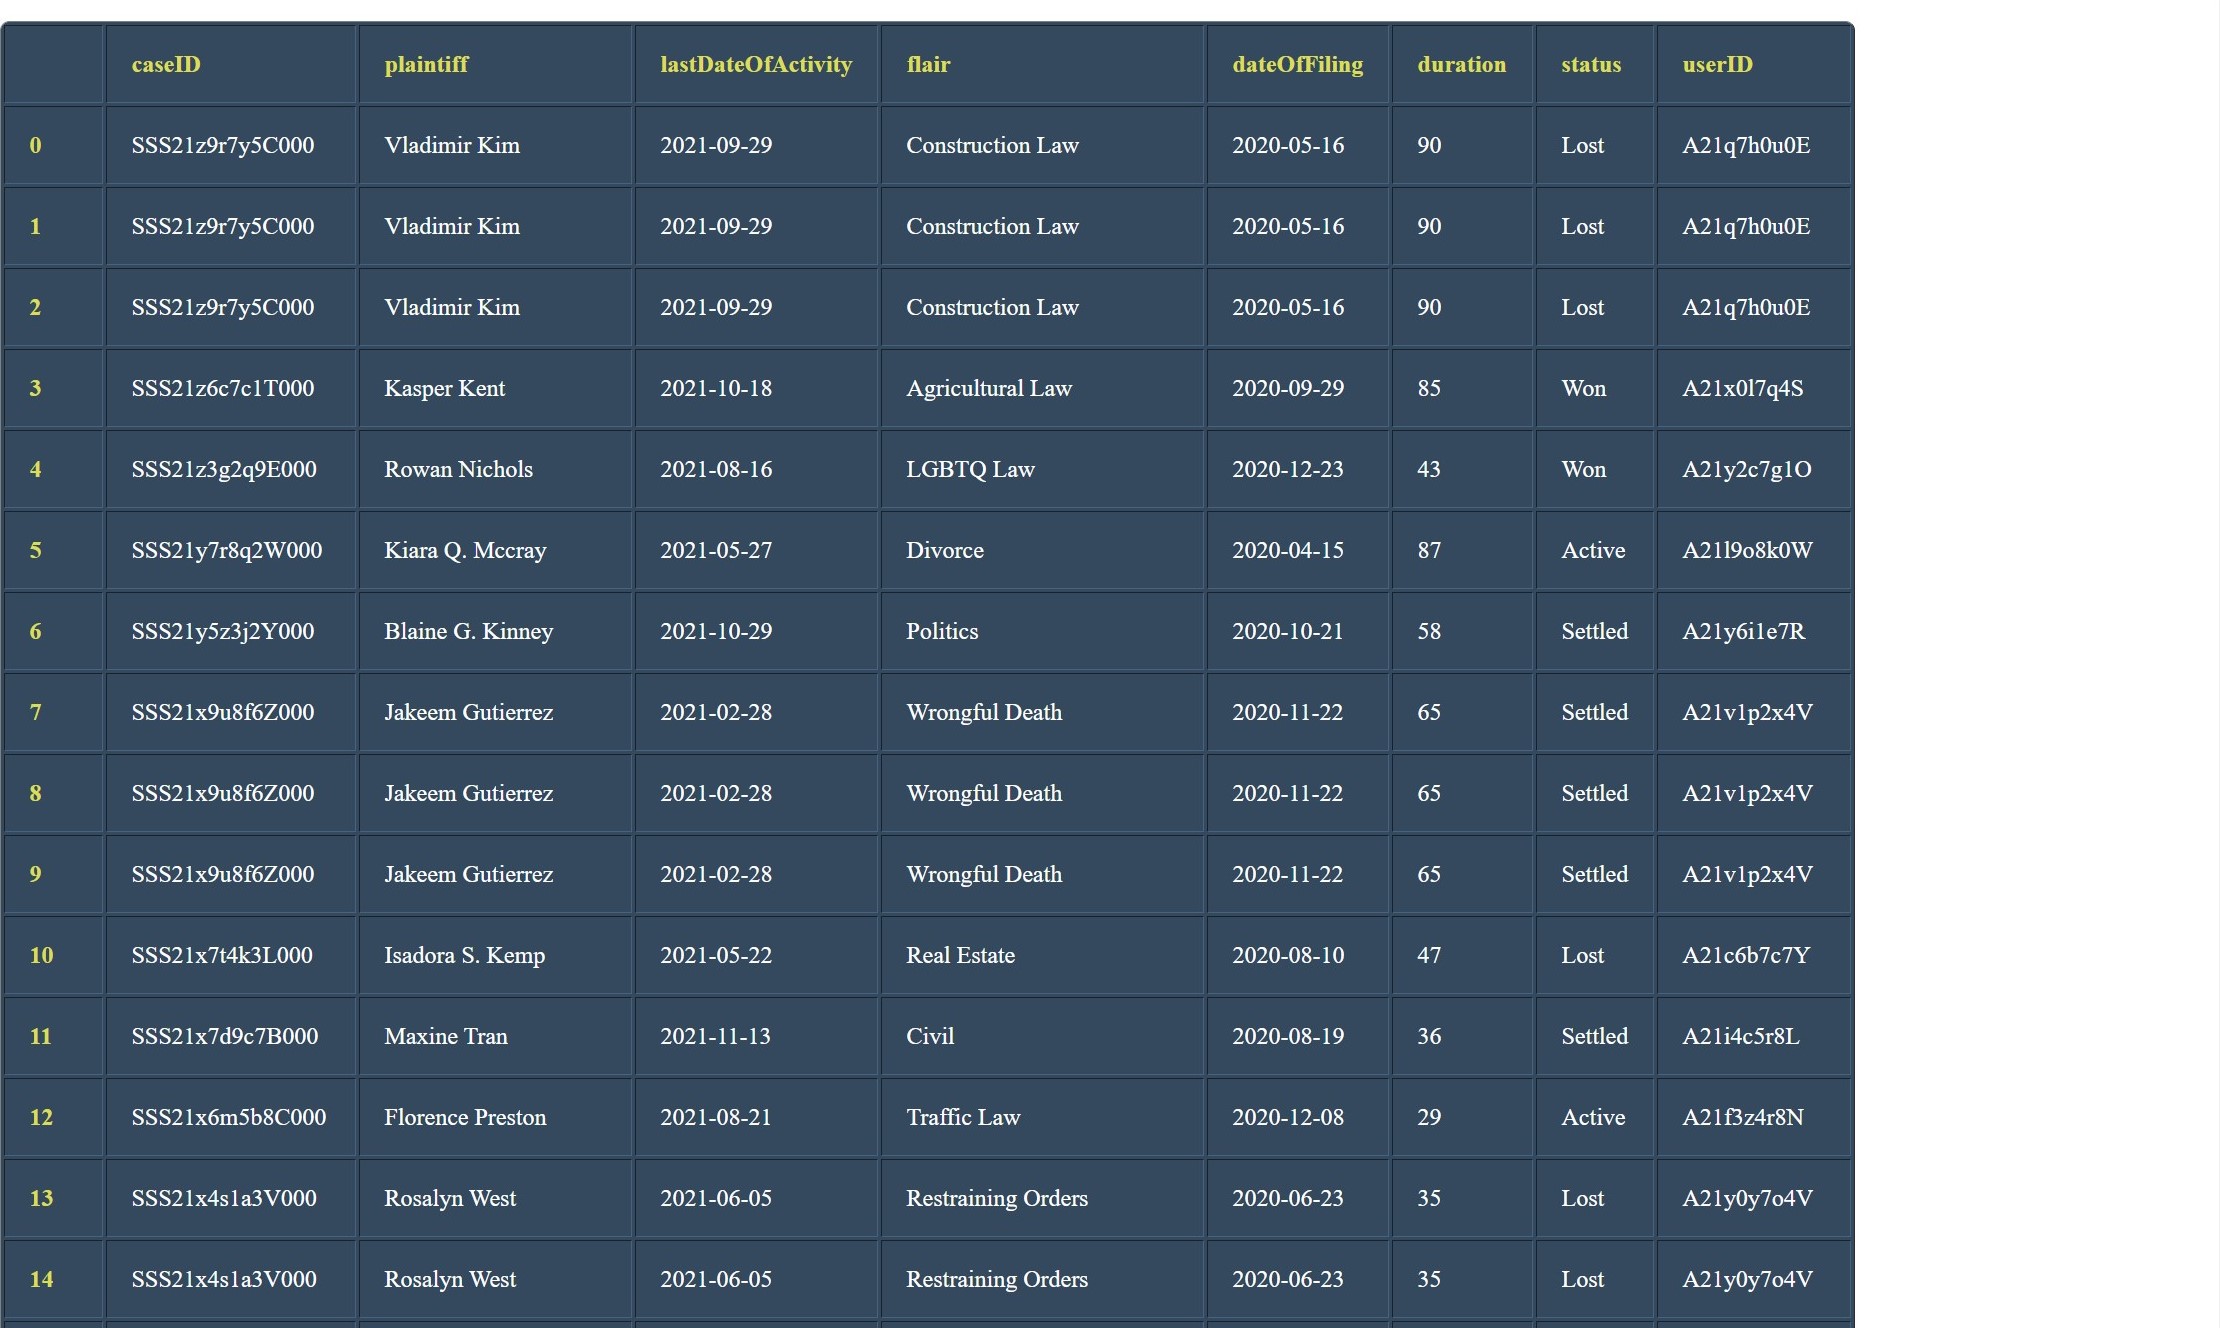 caseID plaintiff lastDateOfActivity flair dateOfFiling duration status userID
0 SSS21z9r7y5C000 Vladimir Kim 2021-09-29 Construction Law 2020-05-16 90 Lost A21q7h0u0E
1 SSS21z9r7y5C000 Vladimir Kim 2021-09-29 Construction Law 2020-05-16 90 Lost A21q7h0u0E
2 SSS21z9r7y5C000 Vladimir Kim 2021-09-29 Construction Law 2020-05-16 90 Lost A21q7h0u0E
3 SSS21z6c7c1T000 Kasper Kent 2021-10-18 Agricultural Law 2020-09-29 85 Won A21x0l7q4S
4 SSS21z3g2q9E000 Rowan Nichols 2021-08-16 LGBTQ Law 2020-12-23 43 Won A21y2c7g1O
5 SSS21y7r8q2W000 Kiara Q. Mccray 2021-05-27 Divorce 2020-04-15 87 Active A21l9o8k0W
6 SSS21y5z3j2Y000 Blaine G. Kinney 2021-10-29 Politics 2020-10-21 58 Settled A21y6i1e7R
7 SSS21x9u8f6Z000 Jakeem Gutierrez 2021-02-28 Wrongful Death 2020-11-22 65 Settled A21v1p2x4V
8 SSS21x9u8f6Z000 Jakeem Gutierrez 2021-02-28 Wrongful Death 2020-11-22 65 Settled A21v1p2x4V
9 SSS21x9u8f6Z000 Jakeem Gutierrez 2021-02-28 Wrongful Death 2020-11-22 65 Settled A21v1p2x4V
10 SSS21x7t4k3L000 Isadora S. Kemp 2021-05-22 Real Estate 2020-08-10 47 Lost A21c6b7c7Y
11 SSS21x7d9c7B000 Maxine Tran 2021-11-13 Civil 2020-08-19 36 Settled A21i4c5r8L
12 SSS21x6m5b8C000 Florence Preston 2021-08-21 Traffic Law 2020-12-08 29 Active A21f3z4r8N
13 SSS21x4s1a3V000 Rosalyn West 2021-06-05 Restraining Orders 2020-06-23 35 Lost A21y0y7o4V
14 SSS21x4s1a3V000 Rosalyn West 2021-06-05 Restraining Orders 2020-06-23 35 Lost A21y0y7o4V